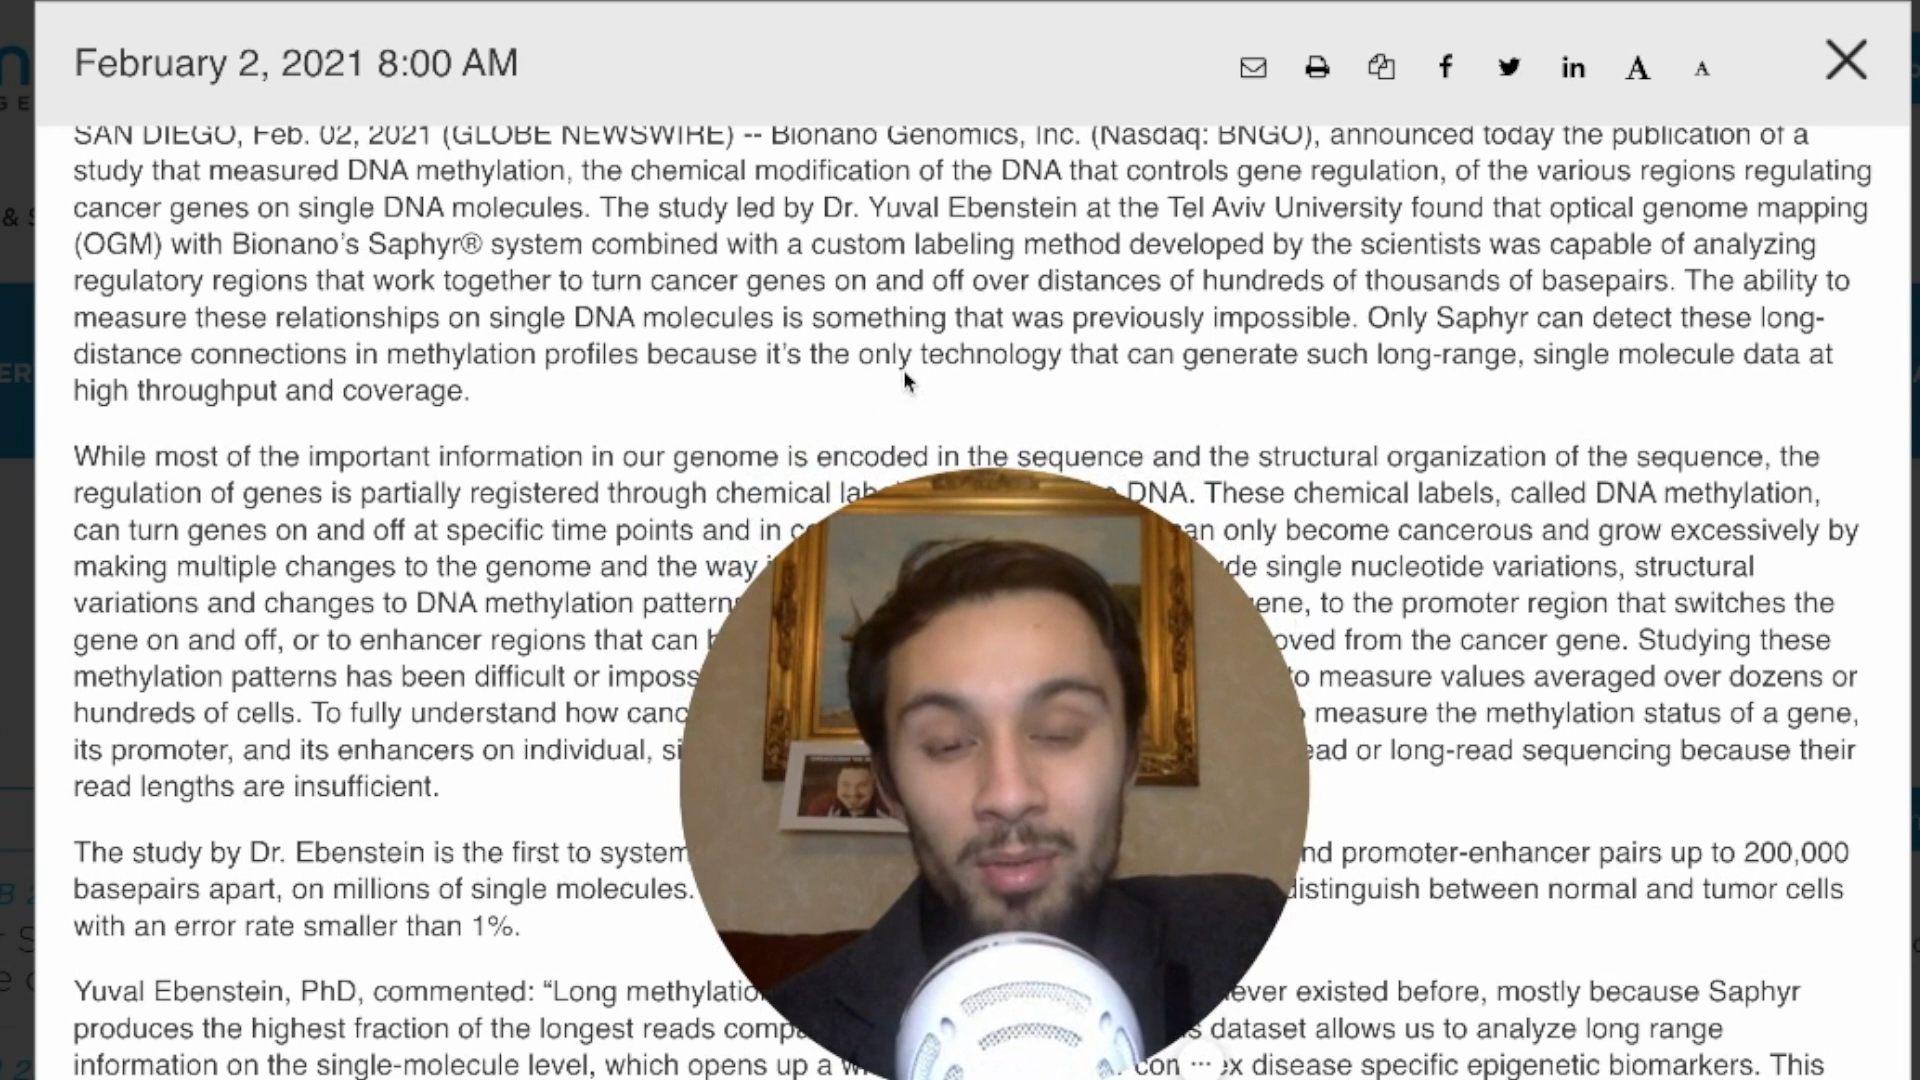 February 2, 2021 8:00 AM
f in A A
SAN DIEGO, Feb. 02, 2021 (GLOBE NEWSWIRE) -- Bionano Genomics, Inc. (Nasdaq: BNGO), announced today the publication of a
study that measured DNA methylation, the chemical modification of the DNA that controls gene regulation, of the various regions regulating
cancer genes on single DNA molecules. The study led by Dr. Yuval Ebenstein at the Tel Aviv University found that optical genome mapping
(OGM) with Bionano’s Saphyr® system combined with a custom labeling method developed by the scientists was capable of analyzing
regulatory regions that work together to turn cancer genes on and off over distances of hundreds of thousands of basepairs. The ability to
measure these relationships on single DNA molecules is something that was previously impossible. Only Saphyr can detect these long-
distance connections in methylation profiles because it’s the only technology that can generate such long-range, single molecule data at
high throughput and coverage.
While most of the important information in our genome is encoded in the sequence and the structural organization of the sequence, the
regulation of genes is partially registered through chemical DNA. These chemical labels, called DNA methylation,
can turn genes on and off at specific time points and in only become cancerous and grow excessively by
making multiple changes to the genome and the way single nucleotide variations, structural
variations and changes to DNA methylation to the promoter region that switches the
gene on and off, or to enhancer regions that can from the cancer gene. Studying these
methylation patterns has been difficult or measure values averaged over dozens or
hundreds of cells. To fully understand how measure the methylation status of a gene,
its promoter, and its enhancers on individual, or long-read sequencing because their
read lengths are insufficient.
The study by Dr. Ebenstein is the first to promoter-enhancer pairs up to 200,000
basepairs apart, on millions of single molecules. distinguish between normal and tumor cells
with an error rate smaller than 1%.
Yuval Ebenstein, PhD, commented: “Long existed before, mostly because Saphyr
produces the highest fraction of the longest reads dataset allows us to analyze long range
information on the single-molecule level, which opens up a disease specific epigenetic biomarkers. This